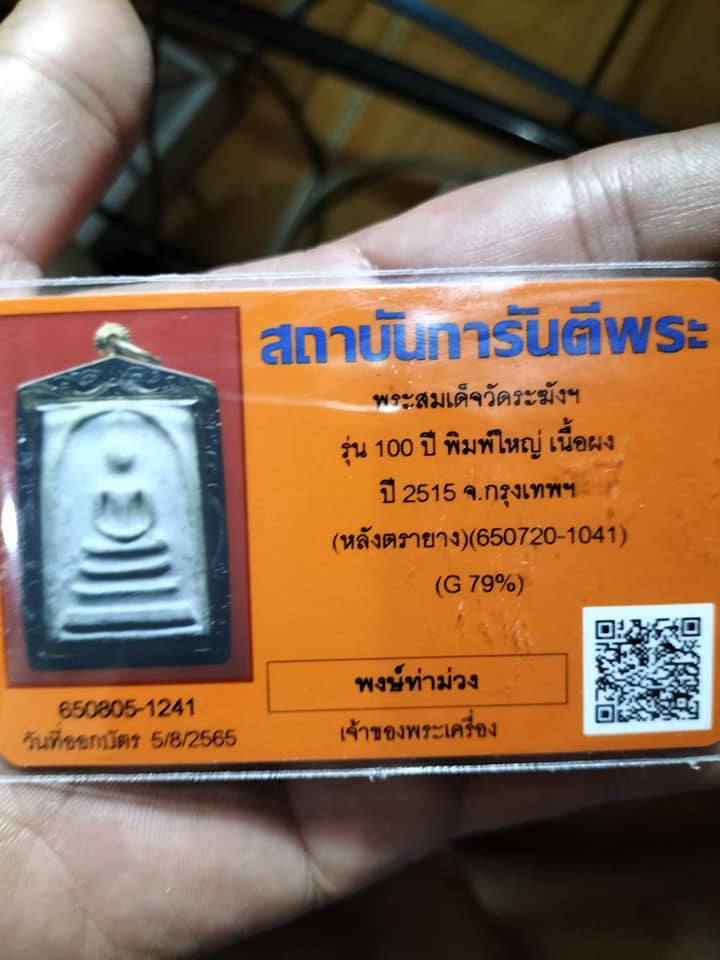 สถาบันการันตีพระ
พระสมเด็จวัดระฆังฯ
รุ่น 100 ปี พิมพ์ใหญ่ เนื้อผง
ปี 2515 จ.กรุงเทพฯ
(หลังตรายาง)(650720-1041)
(G 79%)
พงษ์ท่าม่วง
เจ้าของพระเครื่อง
650805-1241
วันที่ออกบัตร 5/8/2565